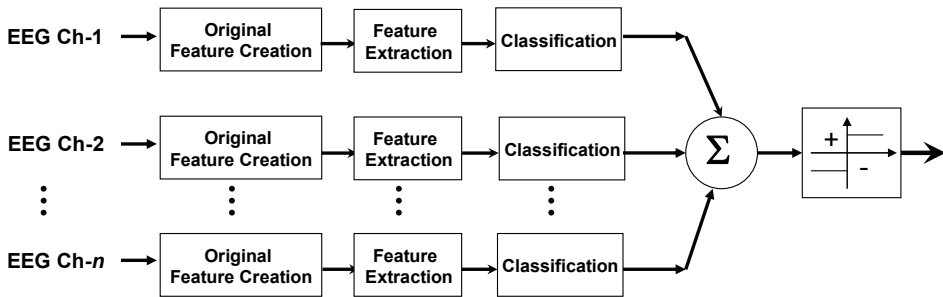 EEG Ch-1
Original
Feature Creation
Feature
Extraction
Classification
EEG Ch-2
Original
Feature Creation
Feature
Extraction
Classification
Σ
+
-
EEG Ch-n
Original
Feature Creation
Feature
Extraction
Classification